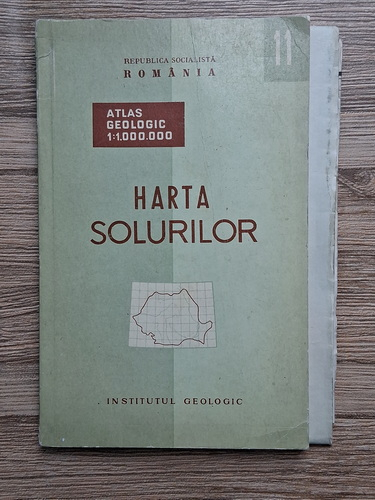 11
REPUBLICA SOCIALISTĂ
ROMÂNIA
ATLAS
GEOLOGIC
1:1.000.000
HARTA
SOLURILOR
INSTITUTUL GEOLOGIC